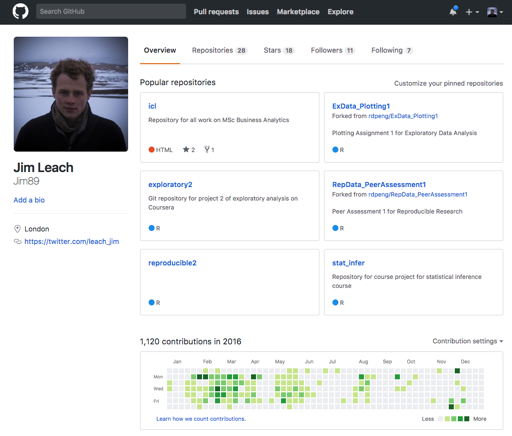 Search GitHub
Pull requests Issues Marketplace Explore
Overview Repositories 28 Stars 18 Followers 11 Following 7
Popular repositories
Customize your pinned repositories
icl
Repository for all work on MSc Business Analytics
HTML 2 1
ExData_Plotting1
Forked from rdpeng/ExData_Plotting1
Plotting Assignment 1 for Exploratory Data Analysis
R
Jim Leach
Jim89
Add a bio
London
https://twitter.com/leach_jim
exploratory2
Git repository for project 2 of exploratory analysis on
Coursera
R
RepData_PeerAssessment1
Forked from rdpeng/RepData_PeerAssessment1
Peer Assessment 1 for Reproducible Research
R
reproducible2
R
stat_infer
Repository for course project for statistical inference
course
R
1,120 contributions in 2016
Contribution settings
Jan Feb Mar Apr May Jun Jul Aug Sep Oct Nov Dec
Mon
Wed
Fri
Learn how we count contributions.
Less More